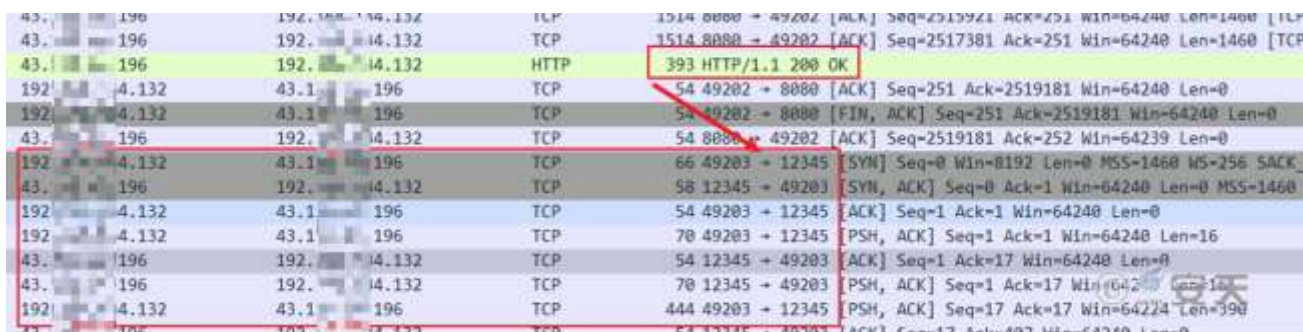 43. 196 192. 4.132 TCP 1514 8080 → 49202 [ACK] Seq=2515921 Ack=251 Win=64240 Len=1460 [TCP
43. 196 192. 4.132 TCP 1514 8080 → 49202 [ACK] Seq=2517381 Ack=251 Win=64240 Len=1460 [TCP
43. 196 192. 4.132 HTTP 393 HTTP/1.1 200 OK
192 4.132 43.1 196 TCP 54 49202 → 8080 [ACK] Seq=251 Ack=2519181 Win=64240 Len=0
192 4.132 43.1 196 TCP 54 49202 → 8080 [FIN, ACK] Seq=251 Ack=2519181 Win=64240 Len=0
43. 196 192. 4.132 TCP 54 8080 → 49202 [ACK] Seq=2519181 Ack=252 Win=64239 Len=0
192 4.132 43.1 196 TCP 66 49203 → 12345 [SYN] Seq=0 Win=8192 Len=0 MSS=1460 WS=256 SACK_
43. 196 192. 4.132 TCP 58 12345 → 49203 [SYN, ACK] Seq=0 Ack=1 Win=64240 Len=0 MSS=1460
192 4.132 43.1 196 TCP 54 49203 → 12345 [ACK] Seq=1 Ack=1 Win=64240 Len=0
192 4.132 43.1 196 TCP 70 49203 → 12345 [PSH, ACK] Seq=1 Ack=1 Win=64240 Len=16
43. 196 192. 4.132 TCP 54 12345 → 49203 [ACK] Seq=1 Ack=17 Win=64240 Len=0
43. 196 192. 4.132 TCP 70 12345 → 49203 [PSH, ACK] Seq=1 Ack=17 Win=64240 Len=16
192 4.132 43.1 196 TCP 444 49203 → 12345 [PSH, ACK] Seq=17 Ack=17 Win=64224 Len=390
安天